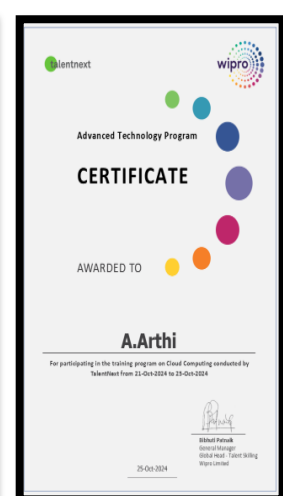 talentnext
wipro
Advanced Technology Program
CERTIFICATE
AWARDED TO
A.Arthi
For participating in the training program on Cloud Computing conducted by
TalentNext from 21-Oct-2024 to 23-Oct-2024
Bibhuti Patnaik
General Manager
Global Head - Talent Skilling
Wipro Limited
25-Oct-2024